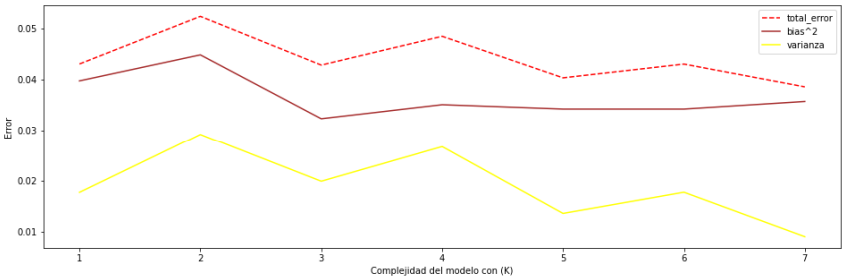 total_error
bias^2
varianza
0.05
0.04
0.03
0.02
0.01
Error
1 2 3 4 5 6 7
Complejidad del modelo con (K)